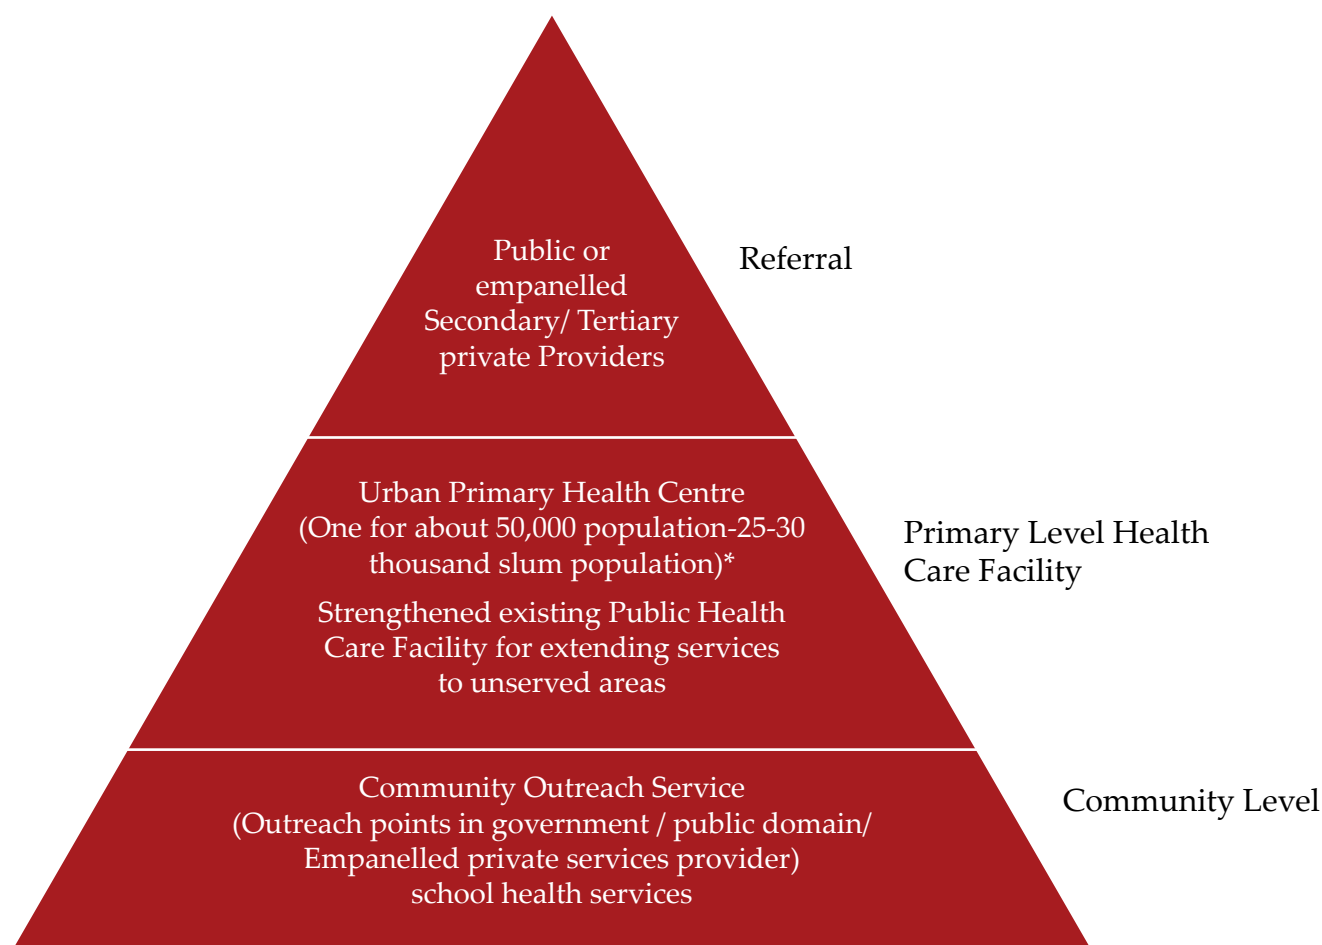 Public or
empanelled
Secondary/ Tertiary
private Providers
Referral
Urban Primary Health Centre
(One for about 50,000 population-25-30
thousand slum population)*
Strengthened existing Public Health
Care Facility for extending services
to unserved areas
Primary Level Health
Care Facility
Community Outreach Service
(Outreach points in government / public domain/
Empanelled private services provider)
school health services
Community Level